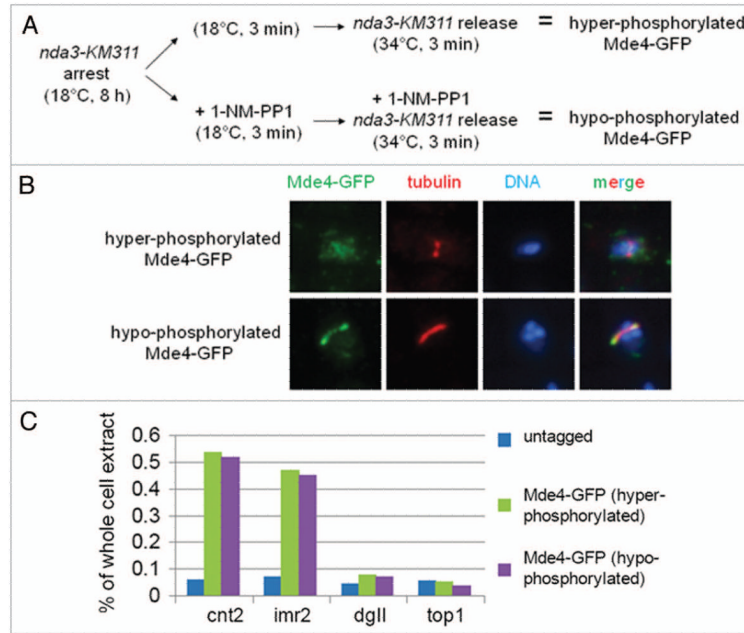 A
nda3-KM311
arrest
(18°C, 8 h)
(18°C, 3 min)
nda3-KM311 release
(34°C, 3 min)
=
hyper-phosphorylated
Mde4-GFP
+ 1-NM-PP1
(18°C, 3 min)
+ 1-NM-PP1
nda3-KM311 release
(34°C, 3 min)
=
hypo-phosphorylated
Mde4-GFP
B
Mde4-GFP tubulin DNA merge
hyper-phosphorylated
Mde4-GFP
hypo-phosphorylated
Mde4-GFP
C
% of whole cell extract
0.6
0.5
0.4
0.3
0.2
0.1
0
cnt2 imr2 dgII top1
untagged
Mde4-GFP (hyper-
phosphorylated)
Mde4-GFP (hypo-
phosphorylated)